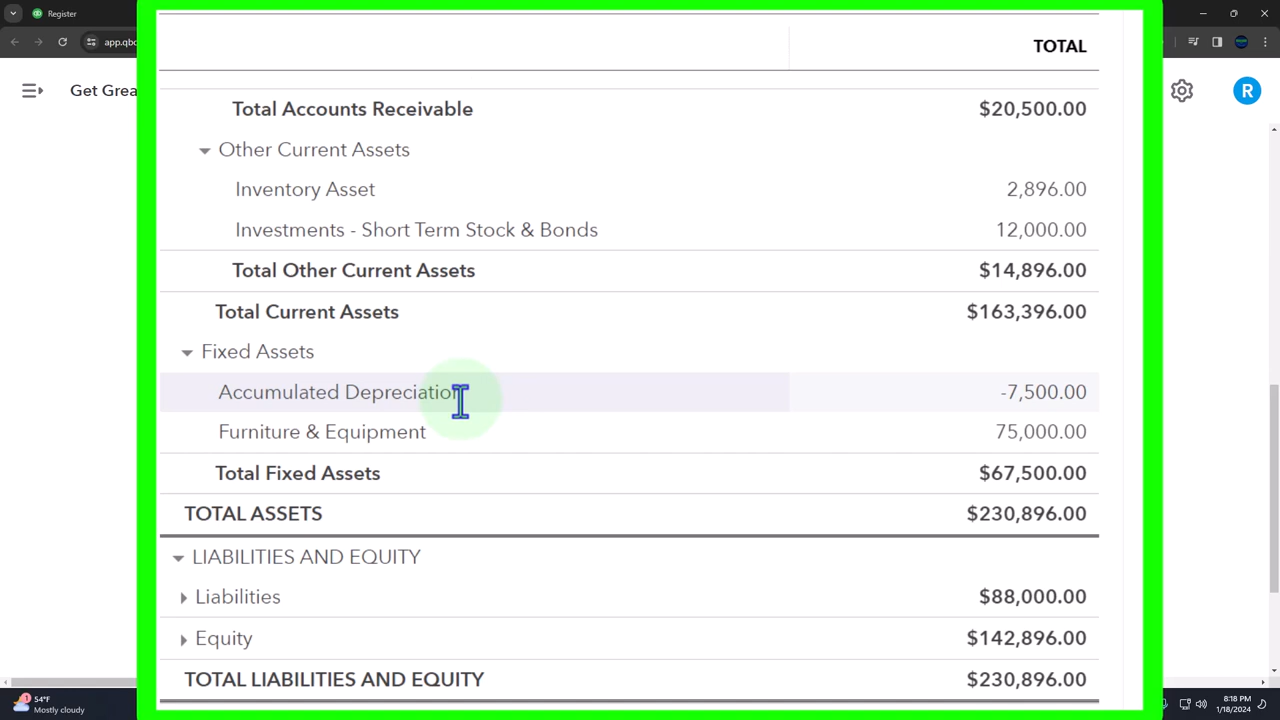 Register
app.qbo
Get Grea
R
TOTAL
Total Accounts Receivable $20,500.00
Other Current Assets
Inventory Asset 2,896.00
Investments - Short Term Stock & Bonds 12,000.00
Total Other Current Assets $14,896.00
Total Current Assets $163,396.00
Fixed Assets
Accumulated Depreciation -7,500.00
Furniture & Equipment 75,000.00
Total Fixed Assets $67,500.00
TOTAL ASSETS $230,896.00
LIABILITIES AND EQUITY
Liabilities $88,000.00
Equity $142,896.00
TOTAL LIABILITIES AND EQUITY $230,896.00
1
54°F
Mostly cloudy
8:18 PM
1/18/2024